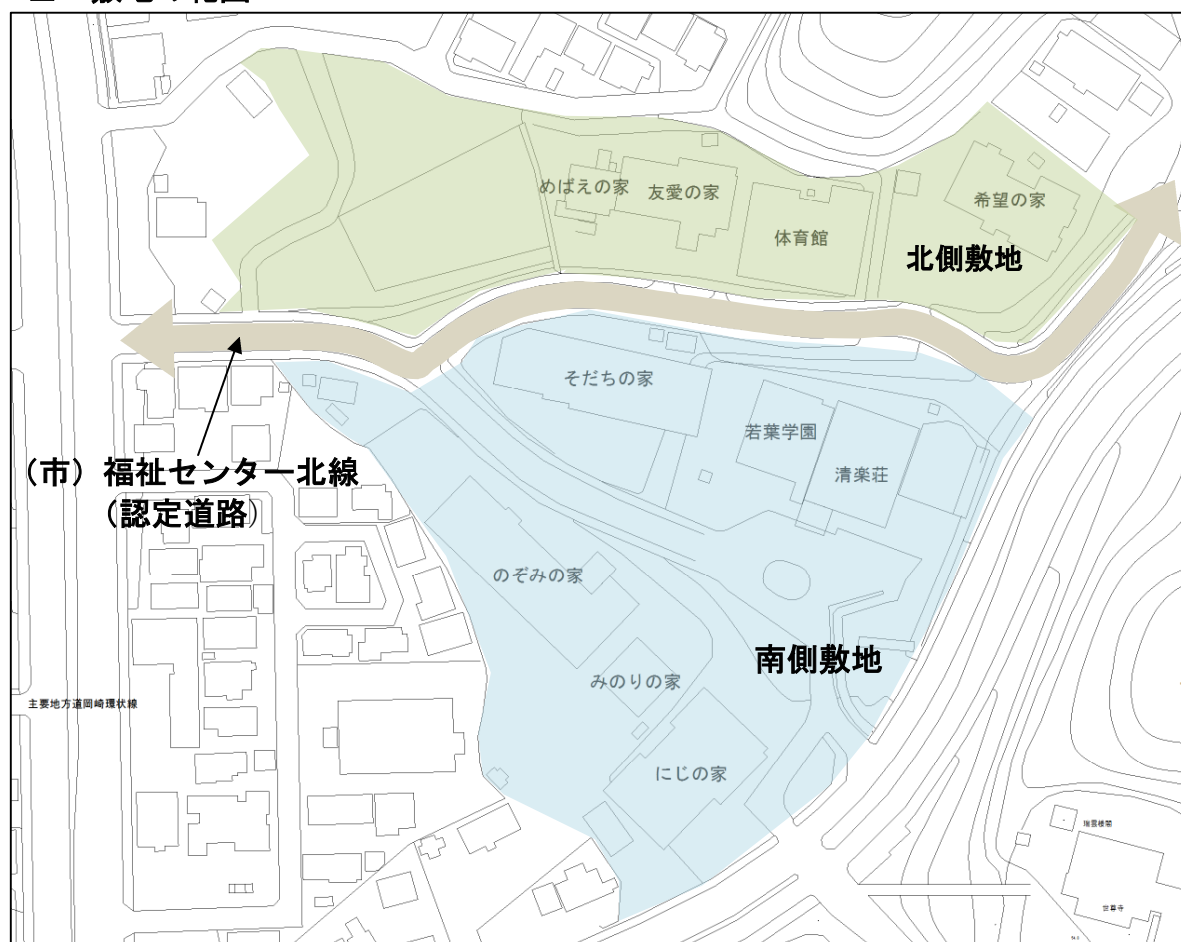 めばえの家
友愛の家
体育館
希望の家
北側敷地
そだちの家
若葉学園
清楽荘
(市)福祉センター北線
(認定道路)
のぞみの家
南側敷地
みのりの家
主要地方道岡崎環状線
にじの家
世尊寺